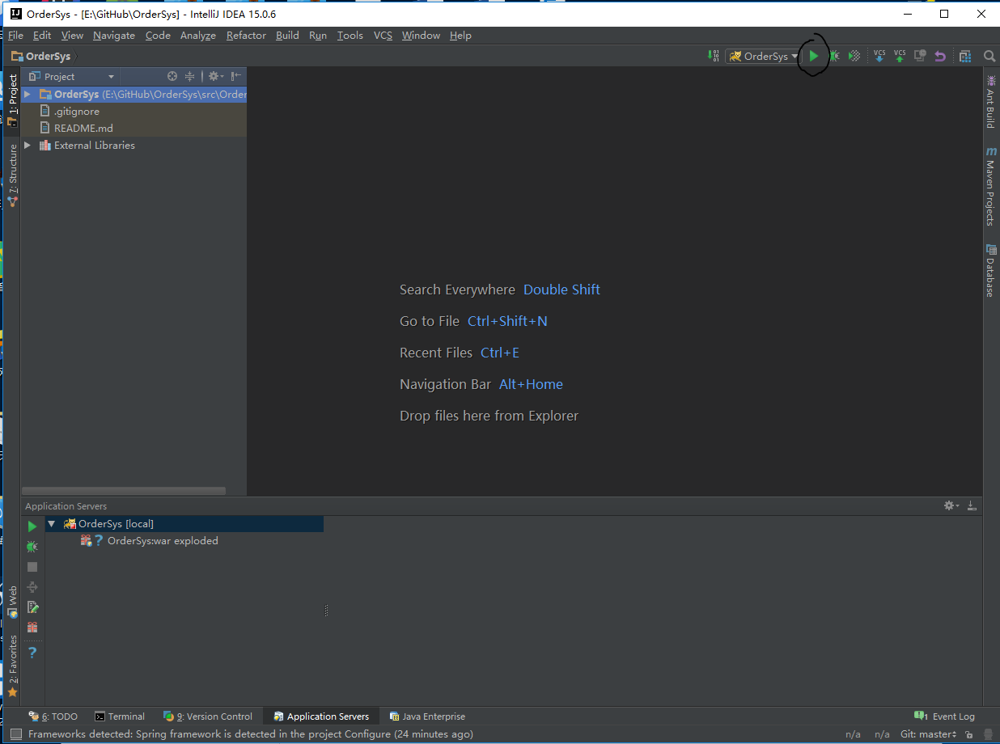 OrderSys - [E:\GitHub\OrderSys] - IntelliJ IDEA 15.0.6
File Edit View Navigate Code Analyze Refactor Build Run Tools VCS Window Help
OrderSys
OrderSys
VCS
VCS
1: Project
Project
OrderSys (E:\GitHub\OrderSys\src\Order
.gitignore
README.md
External Libraries
7: Structure
Ant Build
Maven Projects
Database
Search Everywhere Double Shift
Go to File Ctrl+Shift+N
Recent Files Ctrl+E
Navigation Bar Alt+Home
Drop files here from Explorer
Application Servers
OrderSys [local]
OrderSys:war exploded
Web
2: Favorites
6: TODO Terminal 9: Version Control Application Servers Java Enterprise 1 Event Log
Frameworks detected: Spring framework is detected in the project Configure (24 minutes ago) n/a n/a Git: master